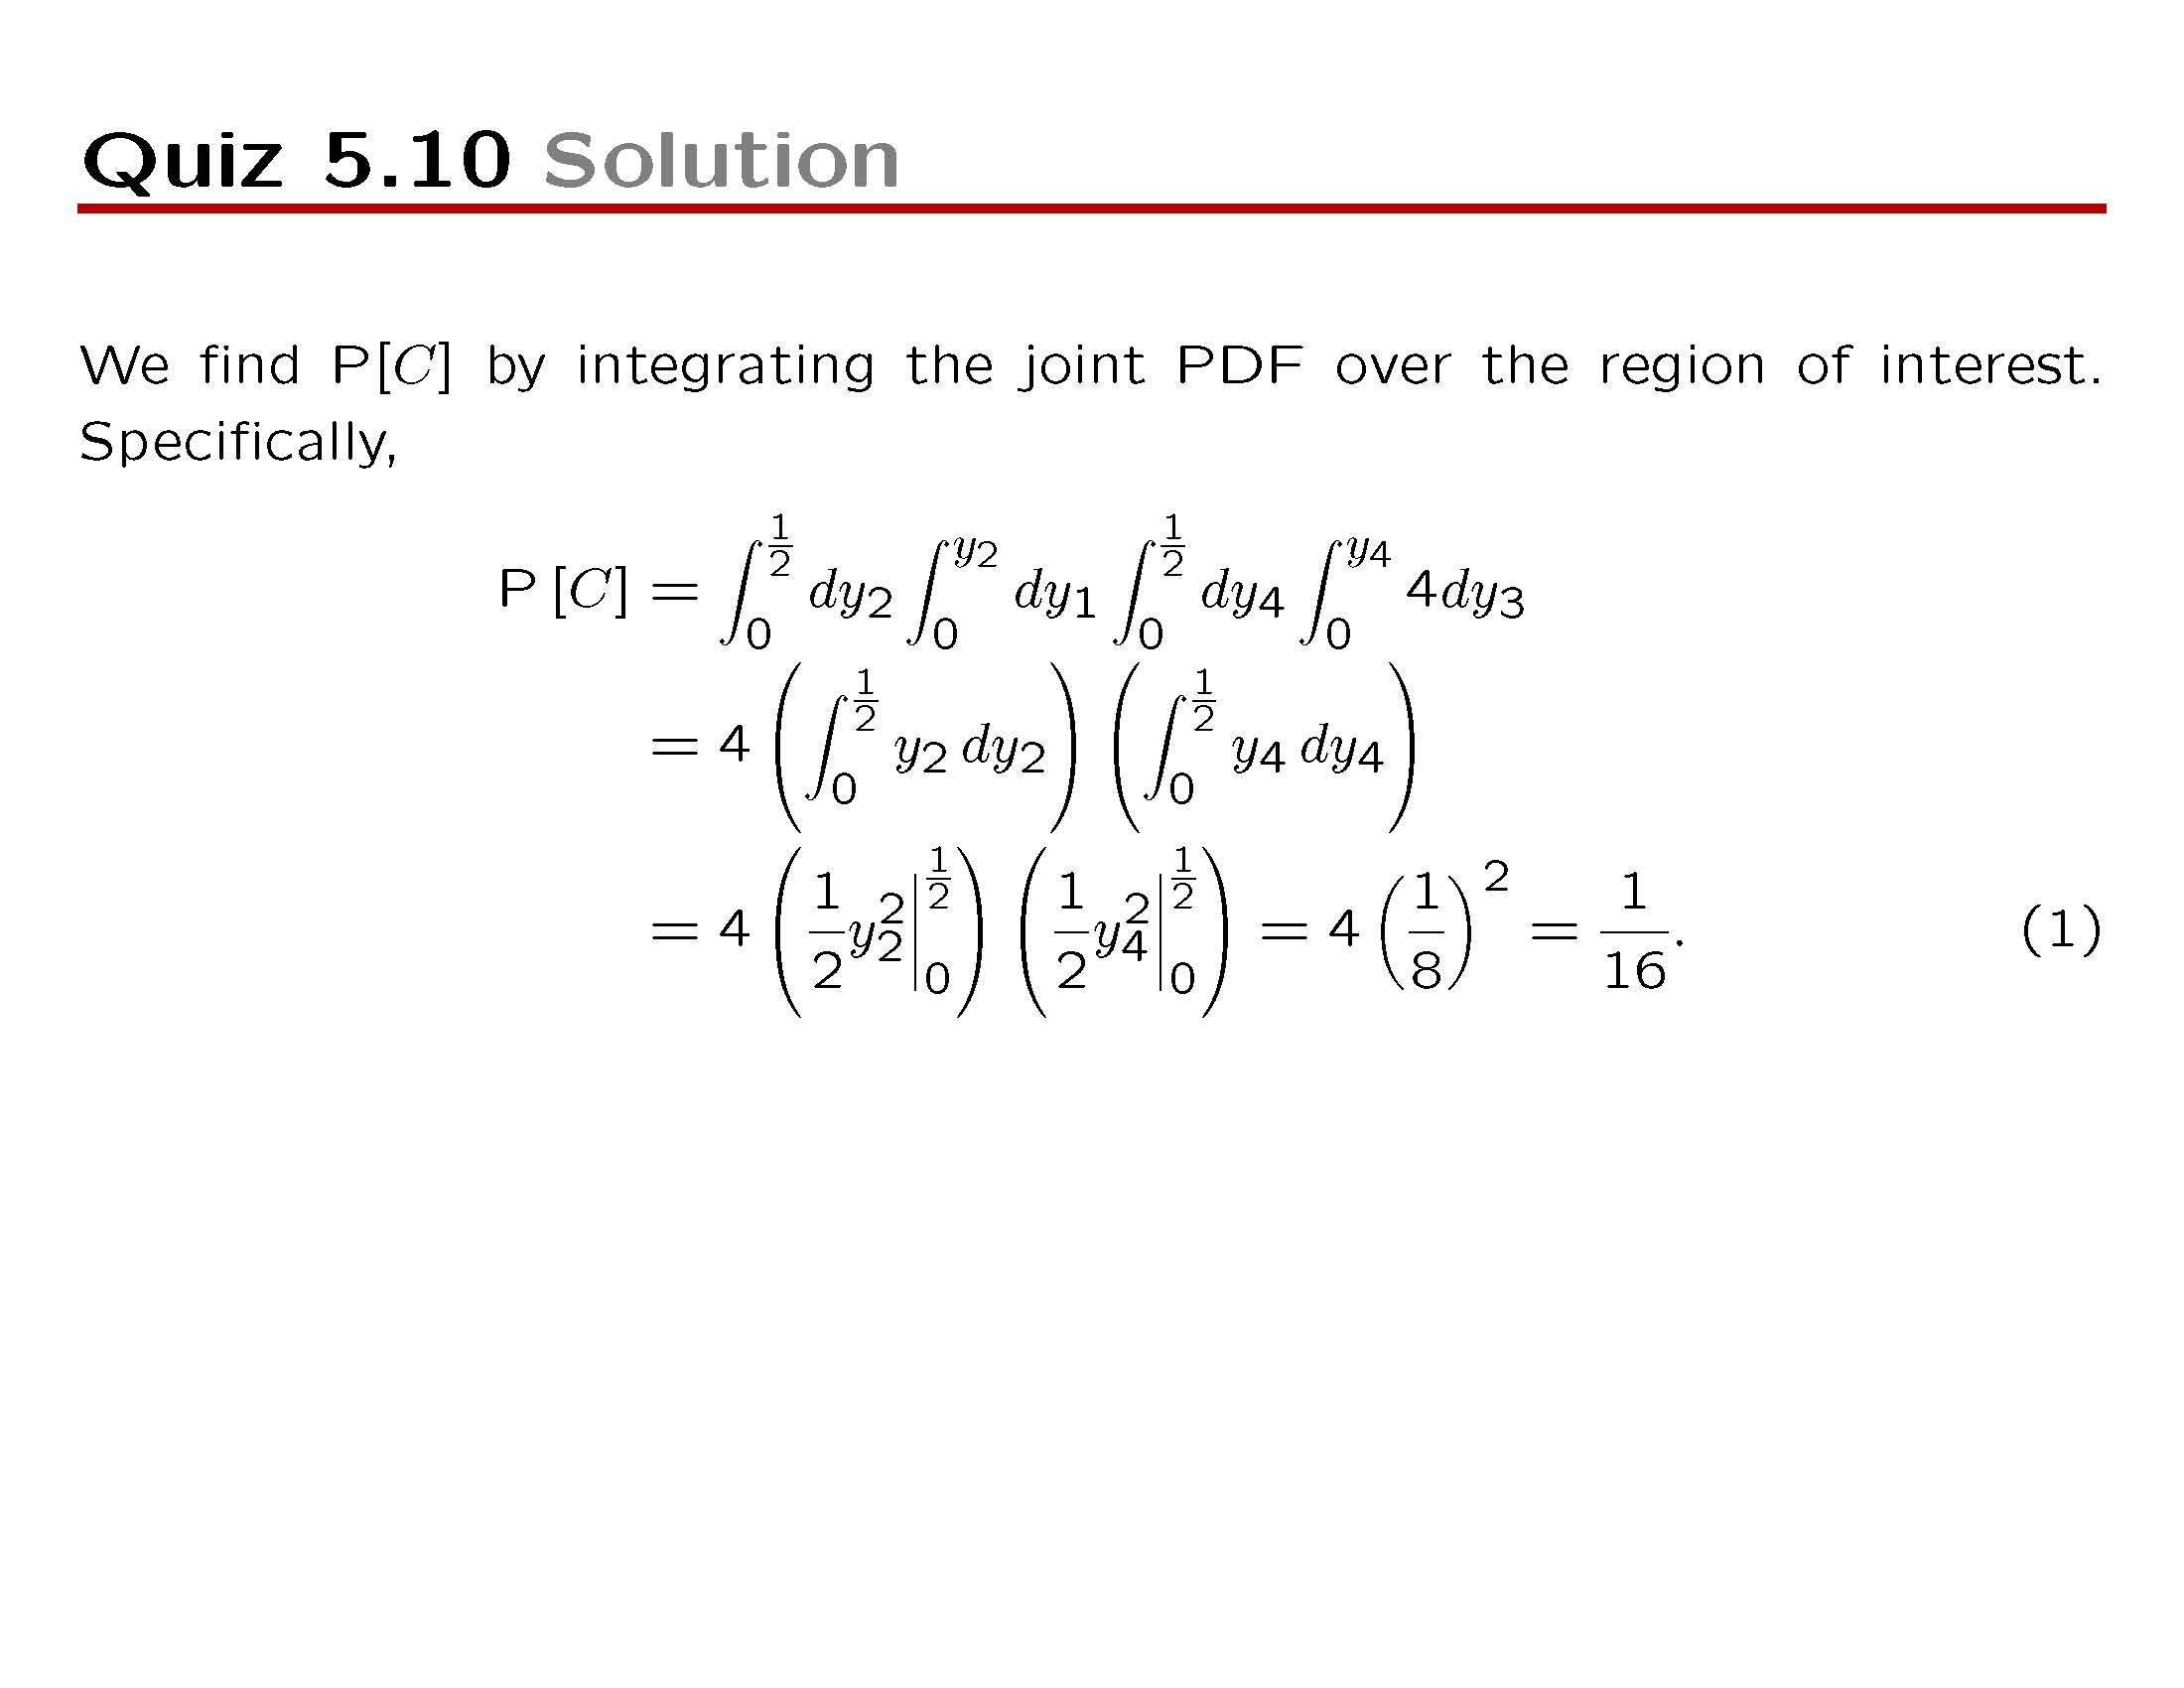 Quiz 5.10 Solution
We find P[C] by integrating the joint PDF over the region of interest.
Specifically,
P [C] = ∫_0^{1/2} dy_2 ∫_0^{y_2} dy_1 ∫_0^{1/2} dy_4 ∫_0^{y_4} 4dy_3
= 4 (∫_0^{1/2} y_2 dy_2) (∫_0^{1/2} y_4 dy_4)
= 4 (1/2 y_2^2 |_0^{1/2}) (1/2 y_4^2 |_0^{1/2}) = 4 (1/8)^2 = 1/16. (1)